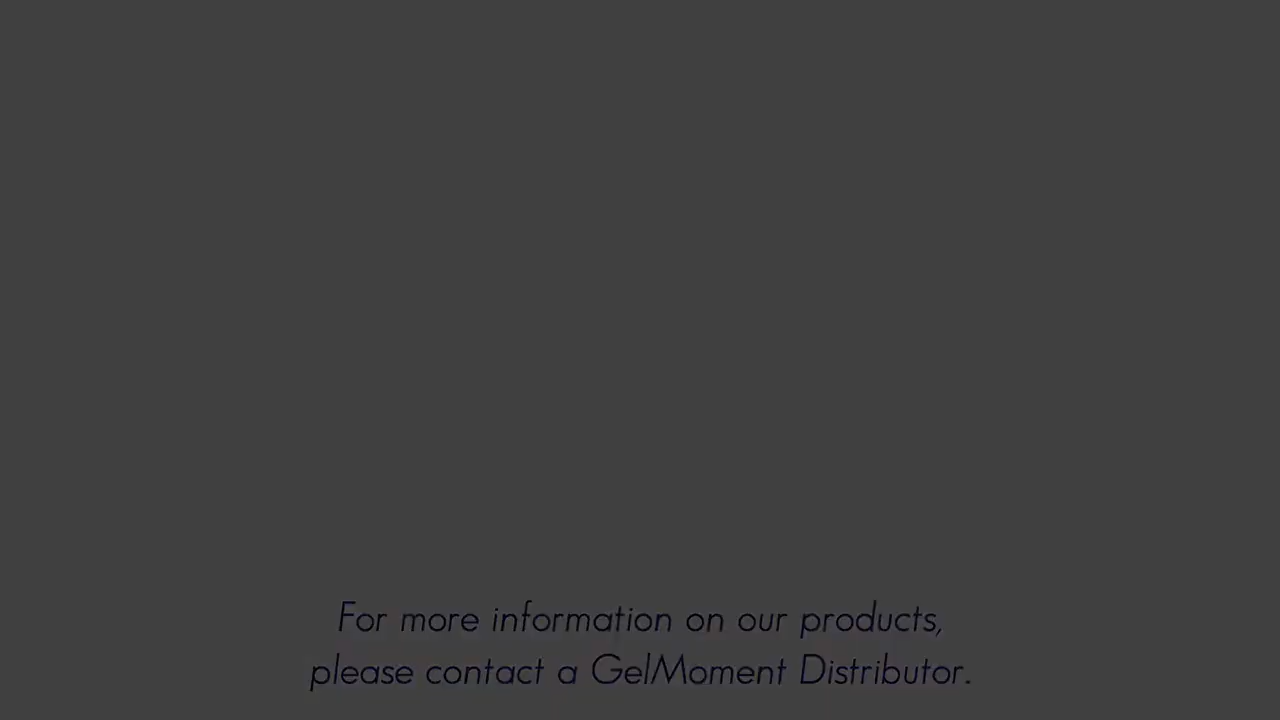 For more information on our products,
please contact a GelMoment Distributor.